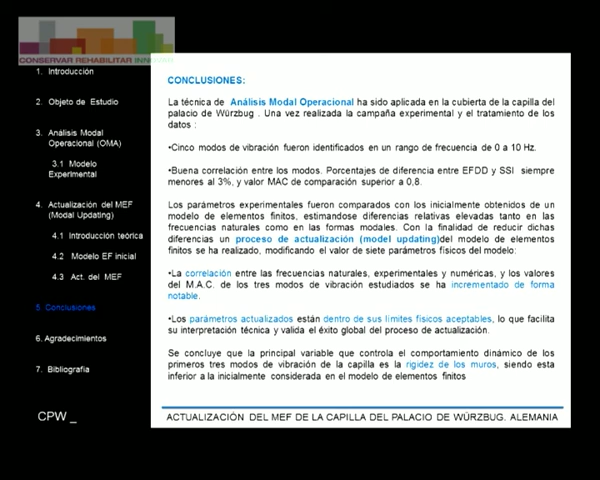 CONSERVAR REHABILITAR INNOVAR
1. Introducción
2. Objeto de Estudio
3. Análisis Modal
Operacional (OMA)
3.1 Modelo
Experimental
4. Actualización del MEF
(Modal Updating)
4.1 Introducción teórica
4.2 Modelo EF inicial
4.3 Act. del MEF
5. Conclusiones
6. Agradecimientos
7. Bibliografía
CPW _
CONCLUSIONES:
La técnica de Análisis Modal Operacional ha sido aplicada en la cubierta de la capilla del
palacio de Würzbug . Una vez realizada la campaña experimental y el tratamiento de los
datos :
•Cinco modos de vibración fueron identificados en un rango de frecuencia de 0 a 10 Hz.
•Buena correlación entre los modos. Porcentajes de diferencia entre EFDD y SSI siempre
menores al 3%, y valor MAC de comparación superior a 0,8.
Los parámetros experimentales fueron comparados con los inicialmente obtenidos de un
modelo de elementos finitos, estimandose diferencias relativas elevadas tanto en las
frecuencias naturales como en las formas modales. Con la finalidad de reducir dichas
diferencias un proceso de actualización (model updating)del modelo de elementos
finitos se ha realizado, modificando el valor de siete parámetros físicos del modelo:
•La correlación entre las frecuencias naturales, experimentales y numéricas, y los valores
del M.A.C. de los tres modos de vibración estudiados se ha incrementado de forma
notable.
•Los parámetros actualizados están dentro de sus límites físicos aceptables, lo que facilita
su interpretación técnica y valida el éxito global del proceso de actualización.
Se concluye que la principal variable que controla el comportamiento dinámico de los
primeros tres modos de vibración de la capilla es la rigidez de los muros, siendo esta
inferior a la inicialmente considerada en el modelo de elementos finitos
ACTUALIZACIÓN DEL MEF DE LA CAPILLA DEL PALACIO DE WÜRZBUG. ALEMANIA